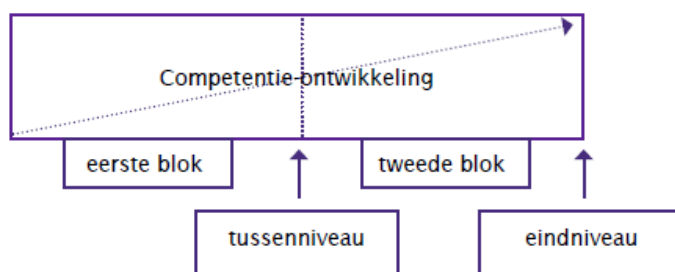 Competentie-ontwikkeling
eerste blok
tweede blok
tussenniveau
eindniveau